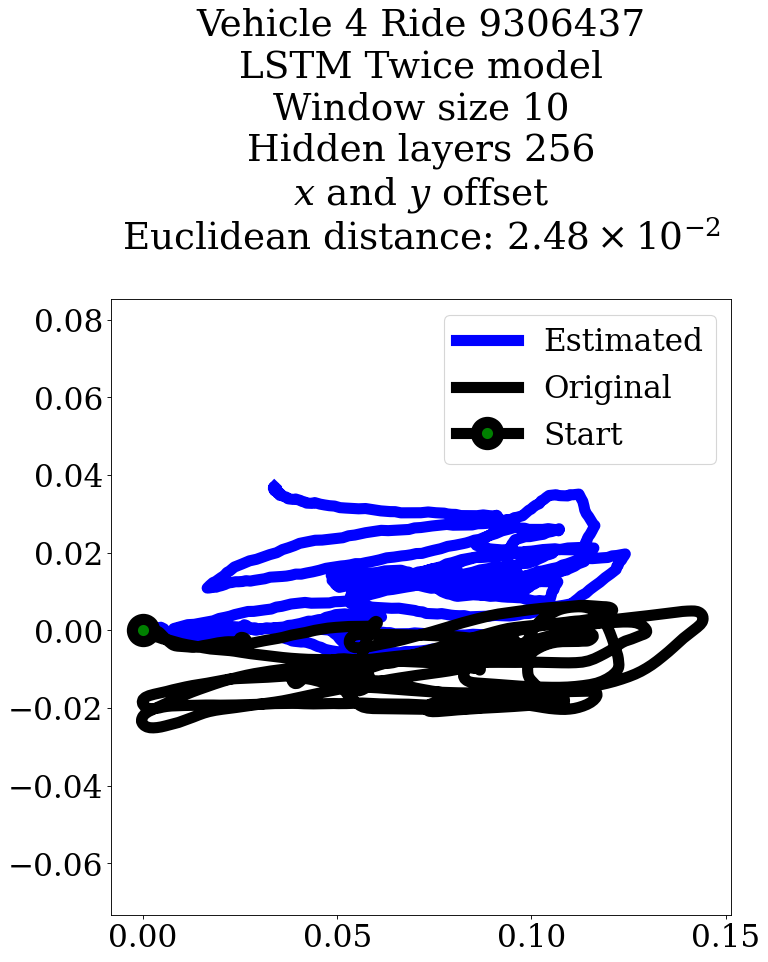 Vehicle 4 Ride 9306437
LSTM Twice model
Window size 10
Hidden layers 256
x and y offset
Euclidean distance: 2.48 × 10⁻²
0.08
0.06
0.04
0.02
0.00
−0.02
−0.04
−0.06
Estimated
Original
Start
0.00 0.05 0.10 0.15